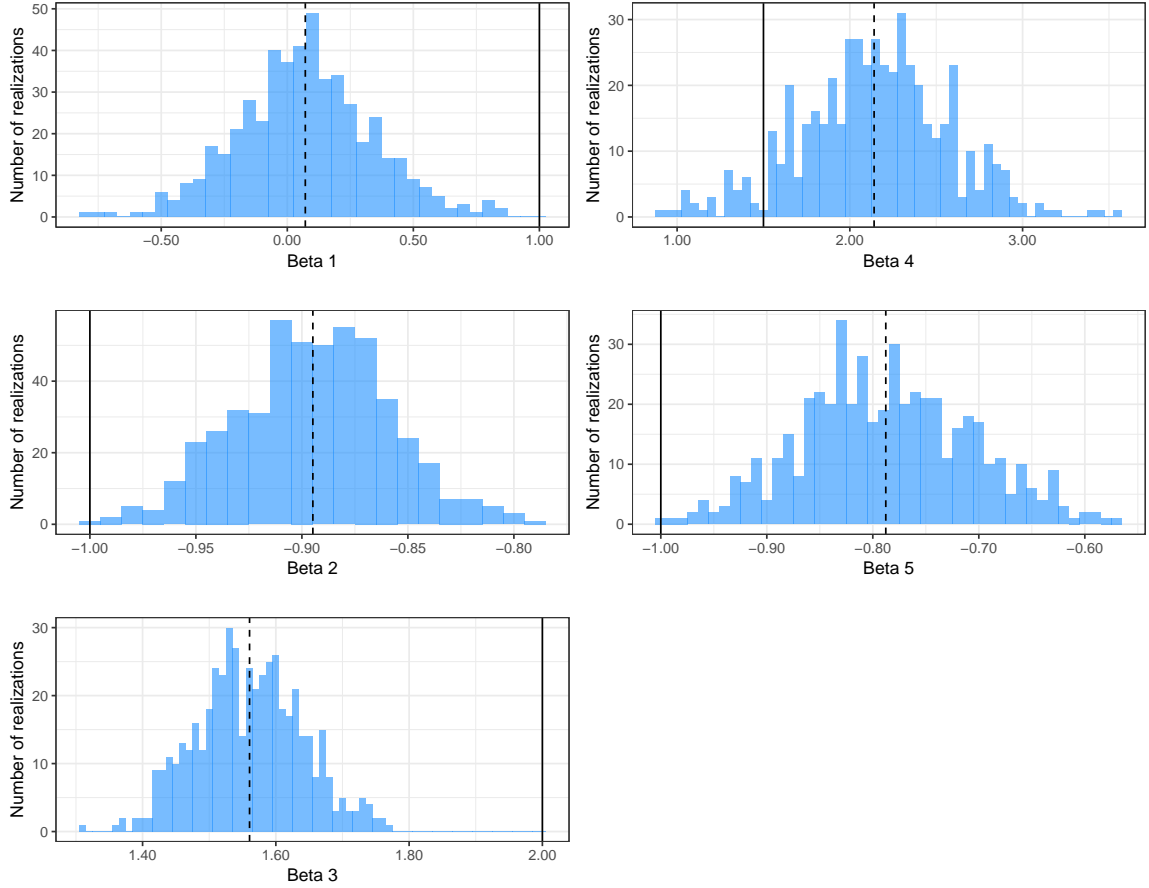 Number of realizations
50
40
30
20
10
0
−0.50 0.00 0.50 1.00
Beta 1
Number of realizations
30
20
10
0
1.00 2.00 3.00
Beta 4
Number of realizations
40
20
0
−1.00 −0.95 −0.90 −0.85 −0.80
Beta 2
Number of realizations
30
20
10
0
−1.00 −0.90 −0.80 −0.70 −0.60
Beta 5
Number of realizations
30
20
10
0
1.40 1.60 1.80 2.00
Beta 3